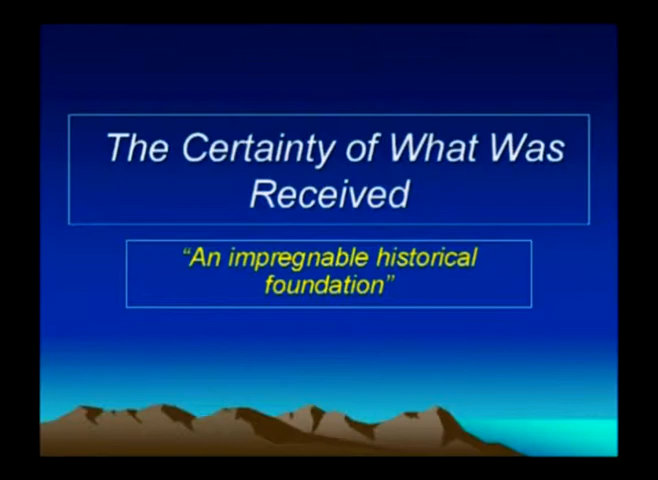 The Certainty of What Was
Received
“An impregnable historical
foundation”